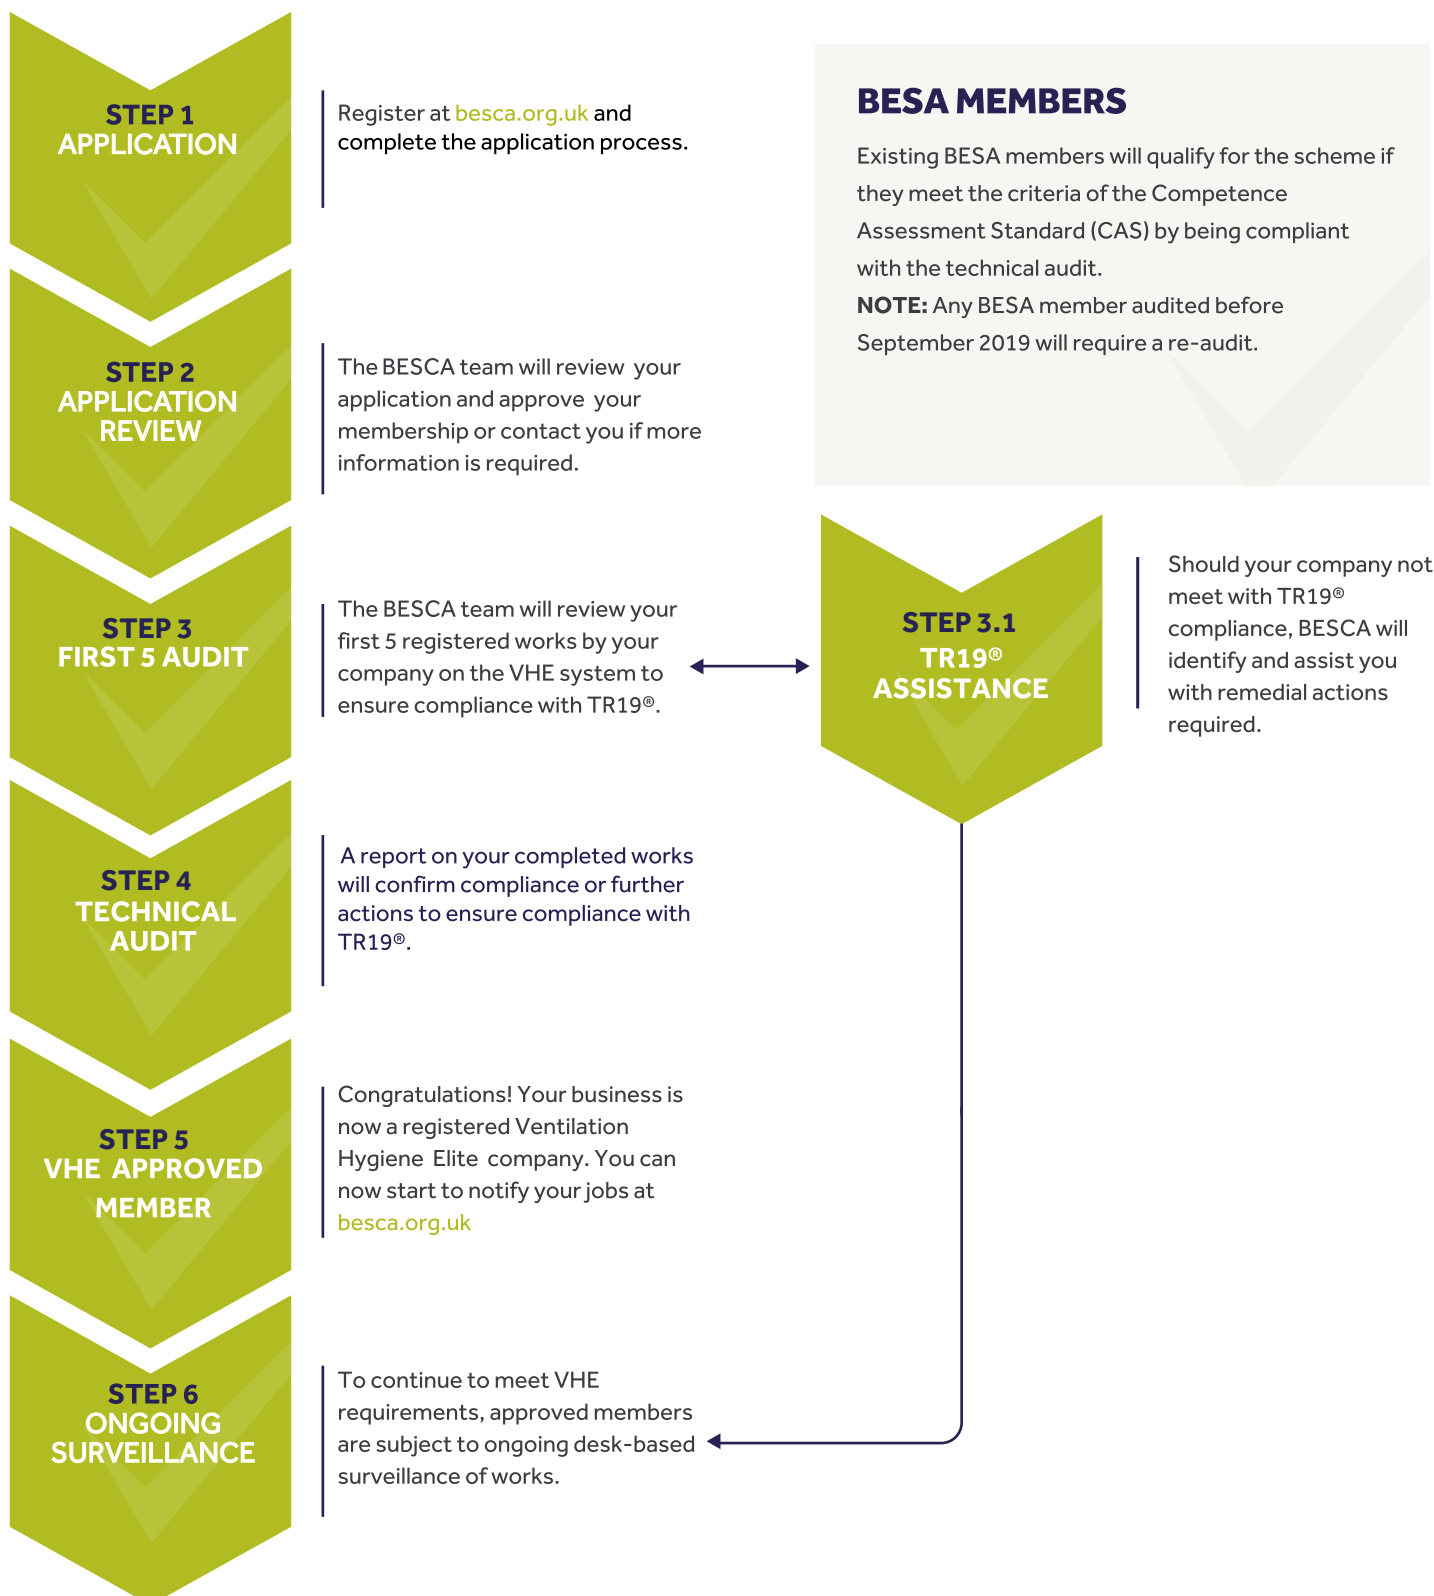 STEP 1
APPLICATION
Register at besca.org.uk and
complete the application process.
BESA MEMBERS
Existing BESA members will qualify for the scheme if
they meet the criteria of the Competence
Assessment Standard (CAS) by being compliant
with the technical audit.
NOTE: Any BESA member audited before
September 2019 will require a re-audit.
STEP 2
APPLICATION
REVIEW
The BESCA team will review your
application and approve your
membership or contact you if more
information is required.
STEP 3
FIRST 5 AUDIT
The BESCA team will review your
first 5 registered works by your
company on the VHE system to
ensure compliance with TR19®.
STEP 3.1
TR19®
ASSISTANCE
Should your company not
meet with TR19®
compliance, BESCA will
identify and assist you
with remedial actions
required.
STEP 4
TECHNICAL
AUDIT
A report on your completed works
will confirm compliance or further
actions to ensure compliance with
TR19®.
STEP 5
VHE APPROVED
MEMBER
Congratulations! Your business is
now a registered Ventilation
Hygiene Elite company. You can
now start to notify your jobs at
besca.org.uk
STEP 6
ONGOING
SURVEILLANCE
To continue to meet VHE
requirements, approved members
are subject to ongoing desk-based
surveillance of works.